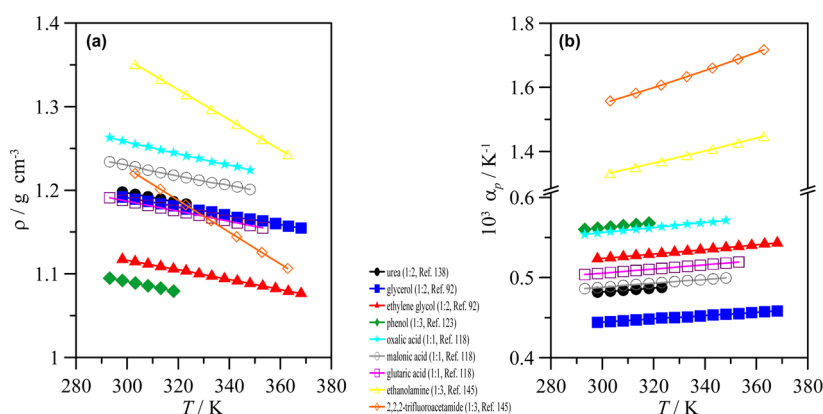 (a)
1.4
1.3
1.2
1.1
1
ρ / g cm⁻³
280
300
320
340
360
380
T / K
urea (1:2, Ref. 138)
glycerol (1:2, Ref. 92)
ethylene glycol (1:2, Ref. 92)
phenol (1:3, Ref. 123)
oxalic acid (1:1, Ref. 118)
malonic acid (1:1, Ref. 118)
glutaric acid (1:1, Ref. 118)
ethanolamine (1:3, Ref. 145)
2,2,2-trifluoroacetamide (1:3, Ref. 145)
(b)
1.8
1.6
1.4
0.6
0.5
0.4
10³ αₚ / K⁻¹
280
300
320
340
360
380
T / K